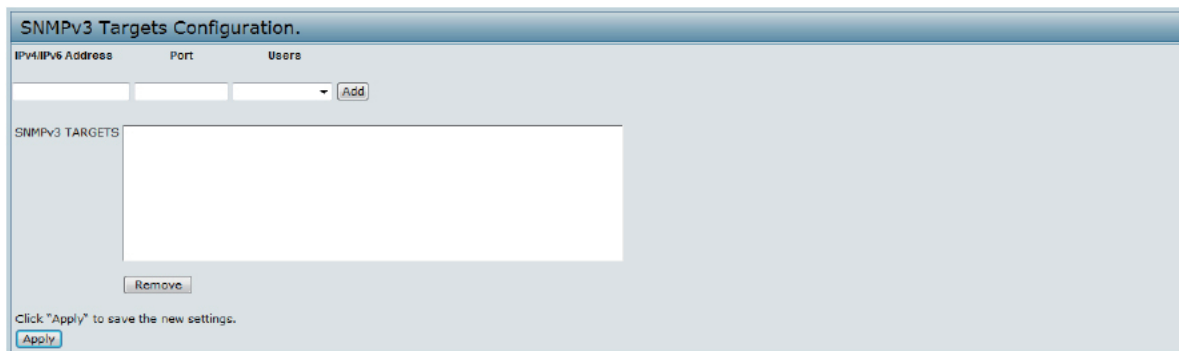 SNMPv3 Targets Configuration.
IPv4/IPv6 Address Port Users
Add
SNMPv3 TARGETS
Remove
Click "Apply" to save the new settings.
Apply